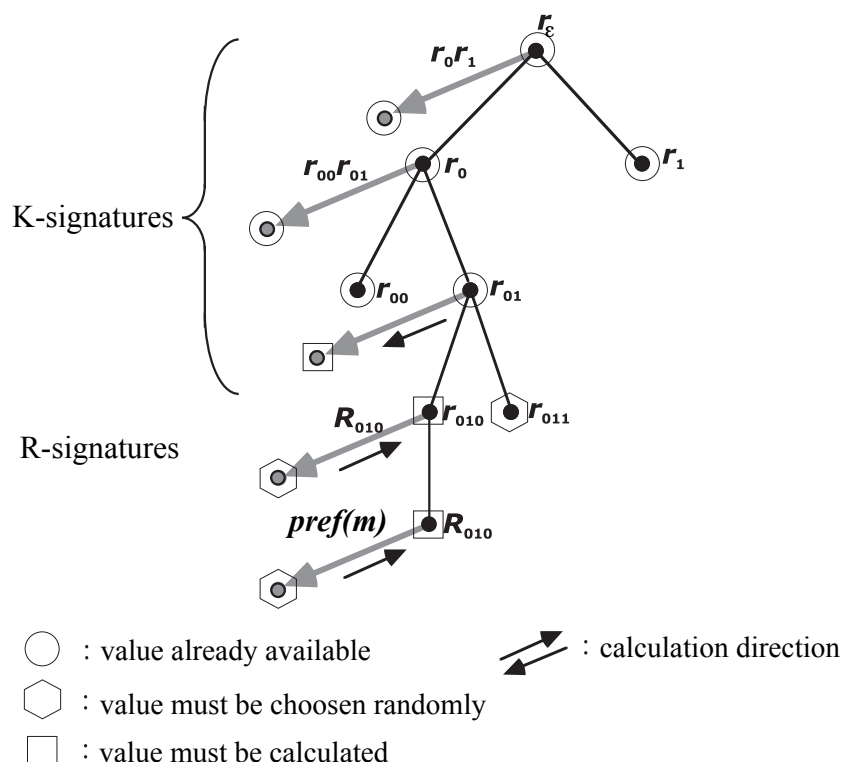 rε
r0r1
r1
r00r01
r0
K-signatures
r00
r01
R010
r010
r011
R-signatures
pref(m)
R010
: value already available
: calculation direction
: value must be choosen randomly
: value must be calculated